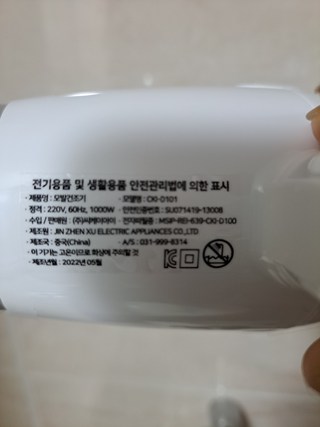 전기용품 및 생활용품 안전관리법에 의한 표시
· 제품명 : 모발건조기 · 모델명 : CKI-D101
· 정격 : 220V, 60Hz, 1000W · 안전인증번호 : SU071419-13008
· 수입 / 판매원 : (주)씨케이아이 · 전자파필증 : MSIP-REI-639-CKI-D100
· 제조원 : JIN ZHEN XU ELECTRIC APPLIANCES CO.,LTD
· 제조국 : 중국(China) · A/S : 031-999-8314
· 이 기기는 고온이므로 화상에 주의할 것
· 제조년월 : 2022년 05월